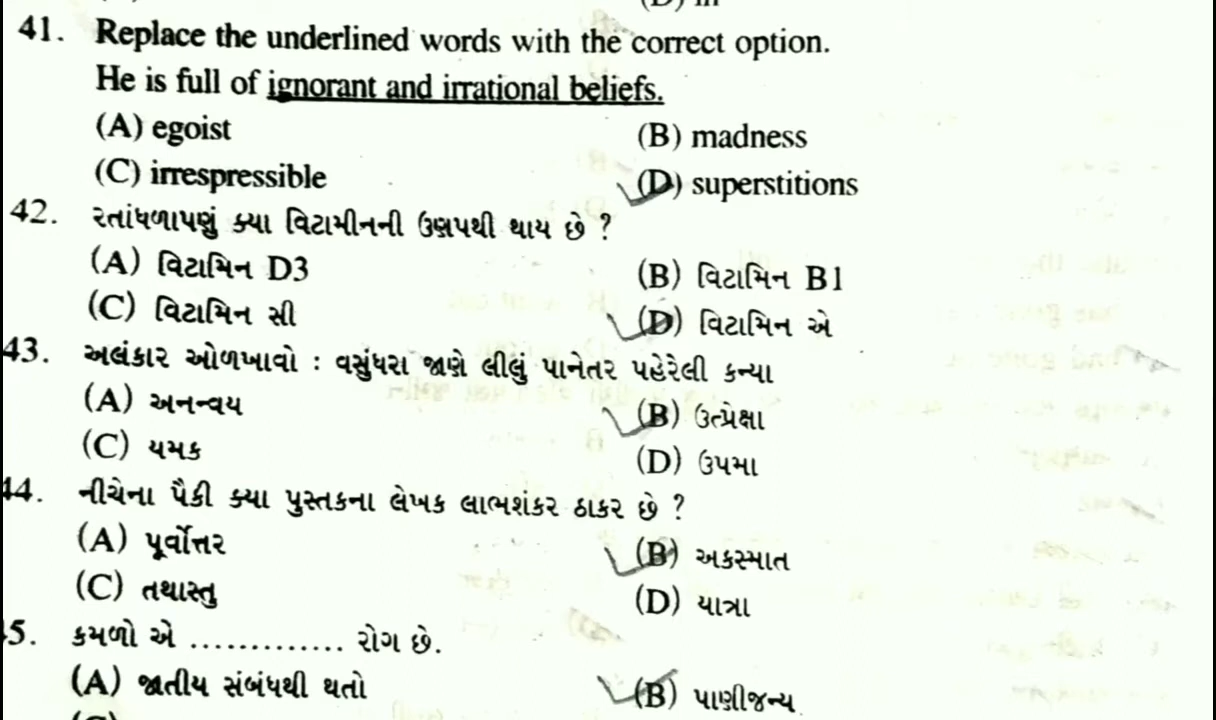 41. Replace the underlined words with the correct option.
He is full of ignorant and irrational beliefs.
(A) egoist (B) madness
(C) irrespressible (D) superstitions
42. રતાંધળાપણું ક્યા વિટામીનની ઉણપથી થાય છે ?
(A) વિટામિન D3 (B) વિટામિન B1
(C) વિટામિન સી (D) વિટામિન એ
43. અલંકાર ઓળખાવો : વસુંધરા જાણે લીલું પાનેતર પહેરેલી કન્યા
(A) અનન્વય (B) ઉત્પ્રેક્ષા
(C) યમક (D) ઉપમા
44. નીચેના પૈકી ક્યા પુસ્તકના લેખક લાભશંકર ઠાકર છે ?
(A) પૂર્વોત્તર (B) અકસ્માત
(C) તથાસ્તુ (D) યાત્રા
5. કમળો એ ............. રોગ છે.
(A) જાતીય સંબંધથી થતો (B) પાણીજન્ય